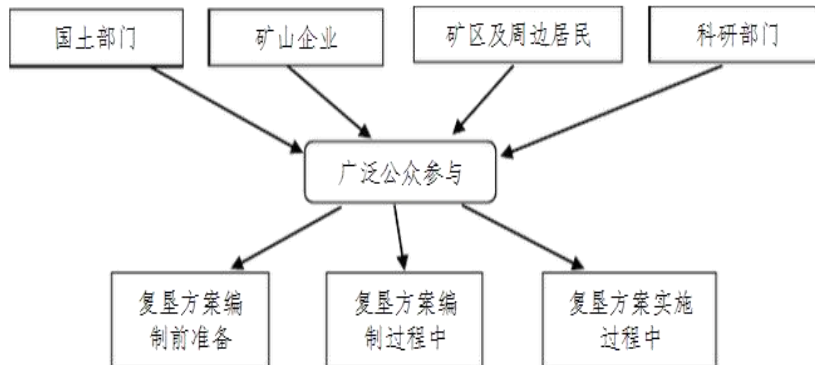 国土部门
矿山企业
矿区及周边居民
科研部门
广泛公众参与
复垦方案编
制前准备
复垦方案编
制过程中
复垦方案实施
过程中